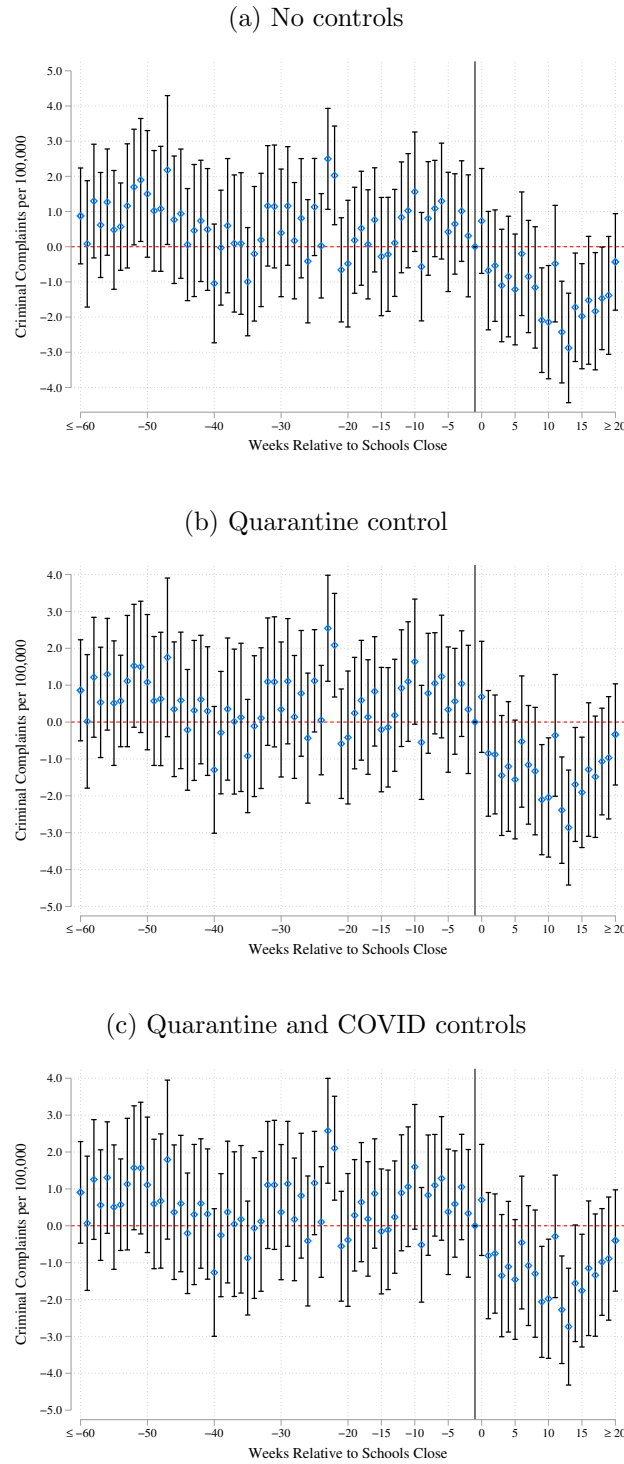 (a) No controls
5.0
4.0
3.0
2.0
1.0
0.0
−1.0
−2.0
−3.0
−4.0
Criminal Complaints per 100,000
≤ −60 −50 −40 −30 −20 −15 −10 −5 0 5 10 15 ≥ 20
Weeks Relative to Schools Close
(b) Quarantine control
4.0
3.0
2.0
1.0
0.0
−1.0
−2.0
−3.0
−4.0
−5.0
Criminal Complaints per 100,000
≤ −60 −50 −40 −30 −20 −15 −10 −5 0 5 10 15 ≥ 20
Weeks Relative to Schools Close
(c) Quarantine and COVID controls
4.0
3.0
2.0
1.0
0.0
−1.0
−2.0
−3.0
−4.0
−5.0
Criminal Complaints per 100,000
≤ −60 −50 −40 −30 −20 −15 −10 −5 0 5 10 15 ≥ 20
Weeks Relative to Schools Close